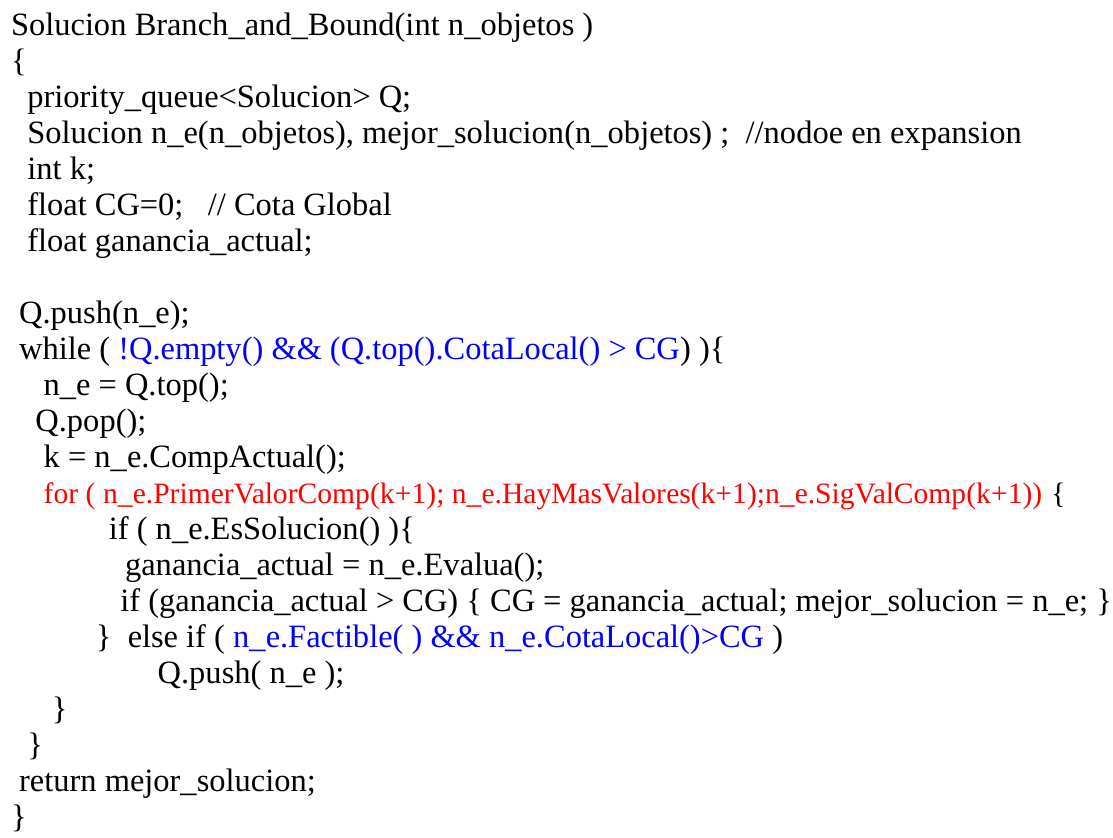 Solucion Branch_and_Bound(int n_objetos )
{
priority_queue<Solucion> Q;
Solucion n_e(n_objetos), mejor_solucion(n_objetos) ;  //nodoe en expansion
int k;
float CG=0;   // Cota Global
float ganancia_actual;
Q.push(n_e);
while ( !Q.empty() && (Q.top().CotaLocal() > CG) ){
n_e = Q.top();
Q.pop();
k = n_e.CompActual();
for ( n_e.PrimerValorComp(k+1); n_e.HayMasValores(k+1);n_e.SigValComp(k+1)) {
if ( n_e.EsSolucion() ){
ganancia_actual = n_e.Evalua();
if (ganancia_actual > CG) { CG = ganancia_actual; mejor_solucion = n_e; }
}  else if ( n_e.Factible( ) && n_e.CotaLocal()>CG )
Q.push( n_e );
}
}
return mejor_solucion;
}